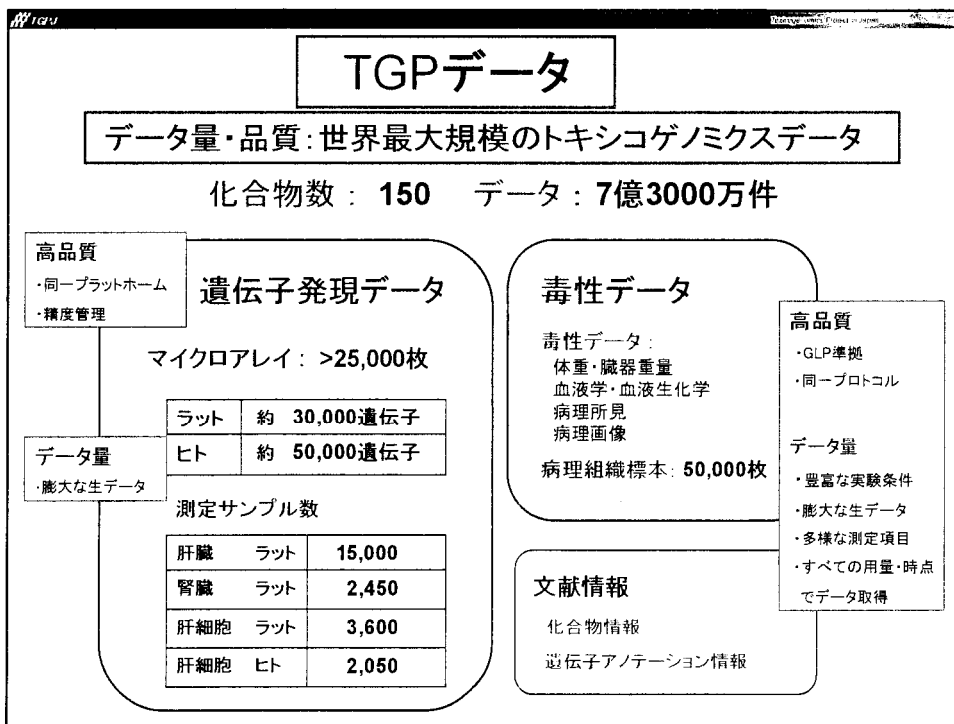 TGPJ
TGPデータ
データ量・品質：世界最大規模のトキシコゲノミクスデータ
化合物数： 150 データ：7億3000万件
高品質
・同一プラットホーム
・精度管理
遺伝子発現データ
マイクロアレイ： >25,000枚
ラット 約 30,000遺伝子
ヒト 約 50,000遺伝子
データ量
・膨大な生データ
測定サンプル数
肝臓 ラット 15,000
腎臓 ラット 2,450
肝細胞 ラット 3,600
肝細胞 ヒト 2,050
毒性データ
毒性データ：
体重・臓器重量
血液学・血液生化学
病理所見
病理画像
病理組織標本：50,000枚
高品質
・GLP準拠
・同一プロトコル
データ量
・豊富な実験条件
・膨大な生データ
・多様な測定項目
・すべての用量・時点
でデータ取得
文献情報
化合物情報
遺伝子アノテーション情報